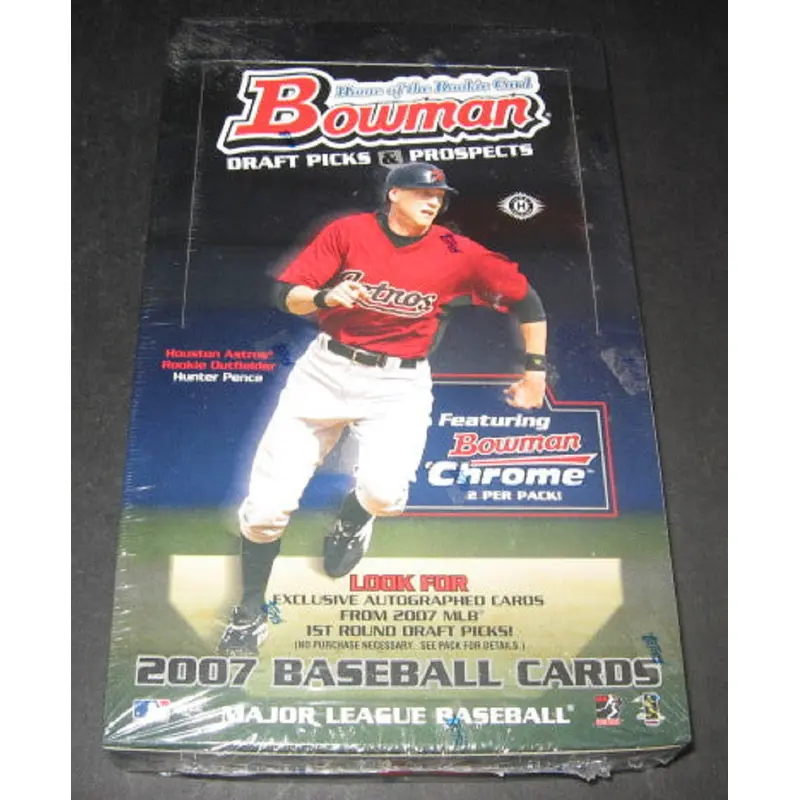 Home of the Rookie Card
Bowman
DRAFT PICKS & PROSPECTS
H
Astros
Houston Astros®
Rookie Outfielder
Hunter Pence
Featuring
Bowman
Chrome™
2 PER PACK!
LOOK FOR
EXCLUSIVE AUTOGRAPHED CARDS
FROM 2007 MLB®
1ST ROUND DRAFT PICKS!
(NO PURCHASE NECESSARY. SEE PACK FOR DETAILS.)
2007 BASEBALL CARDS
MAJOR LEAGUE BASEBALL®